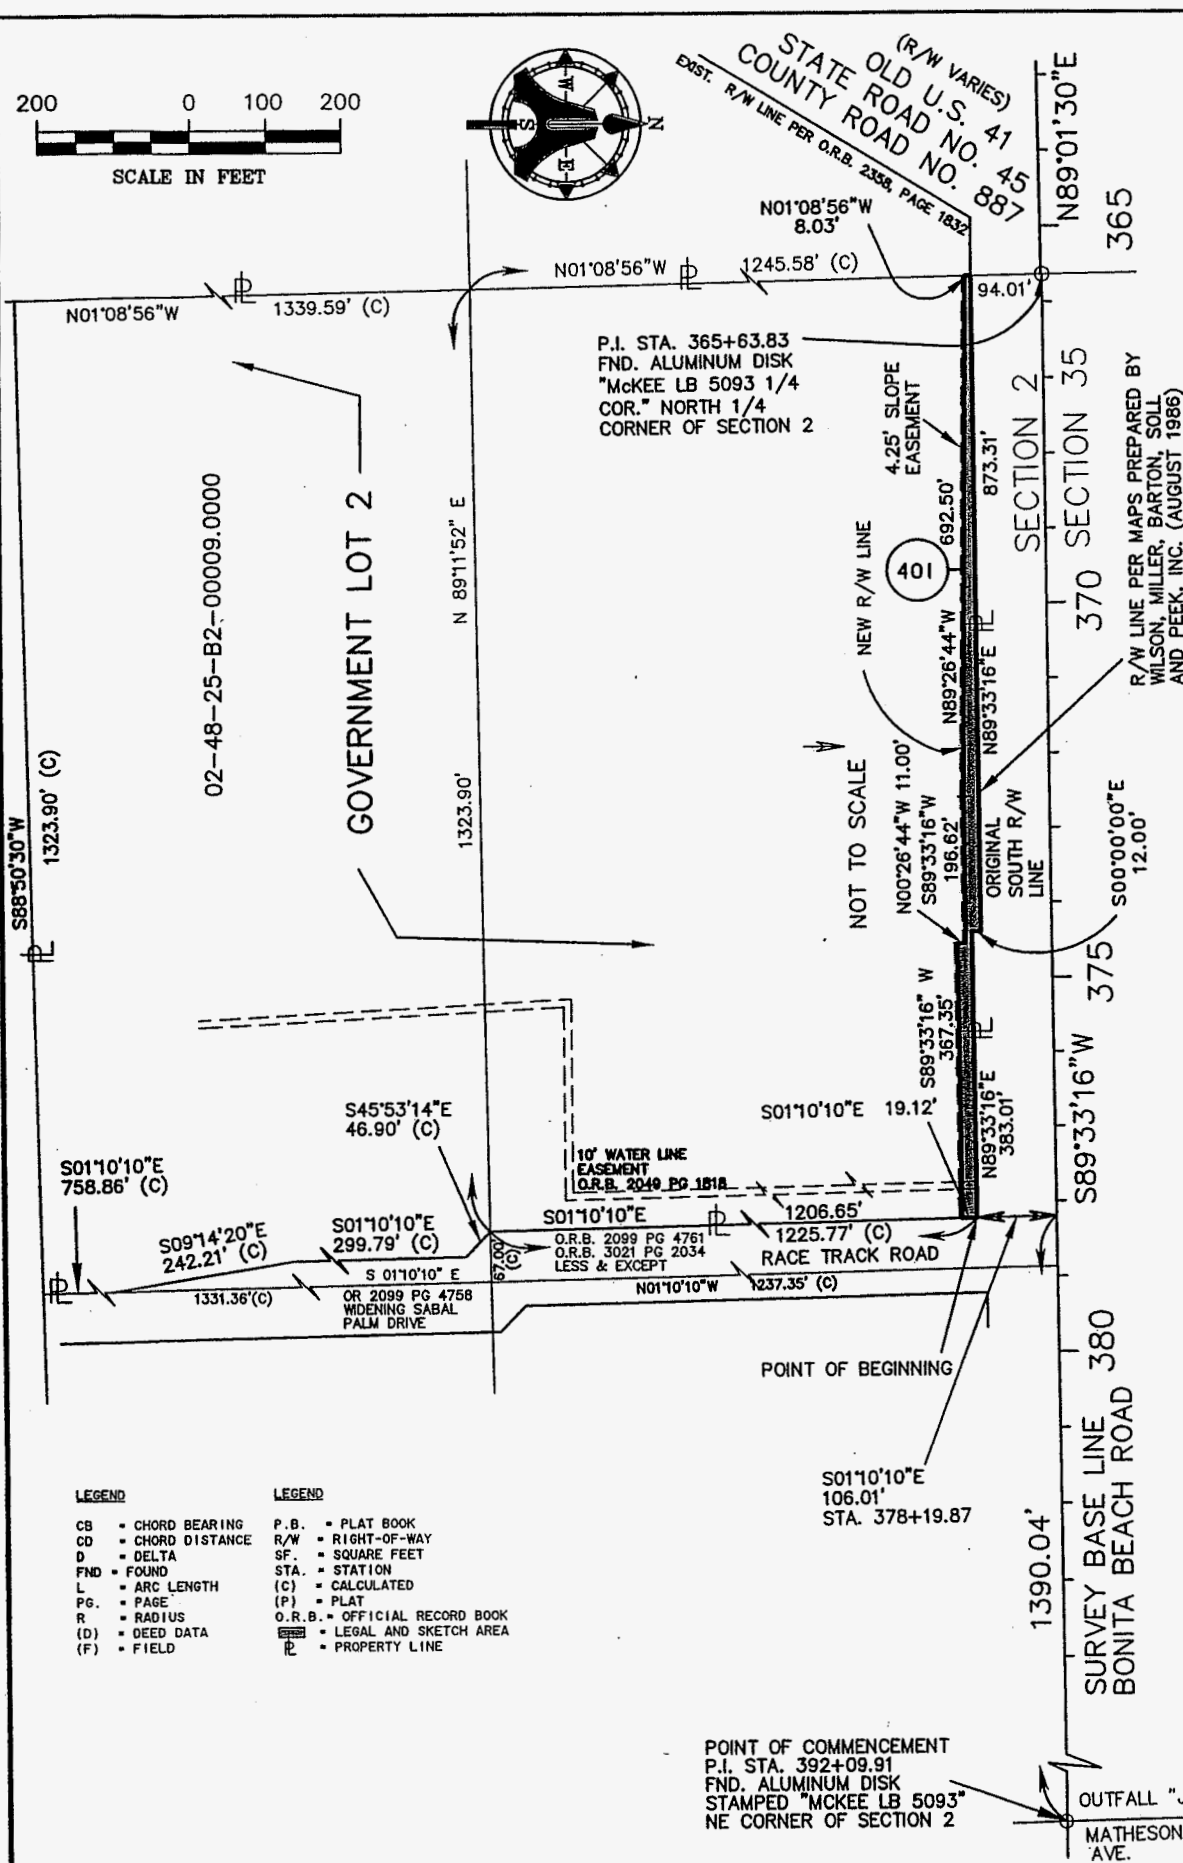 200 0 100 200
SCALE IN FEET
W
S
N
E
(R/W VARIES)
OLD U.S. 41
STATE ROAD NO. 45
COUNTY ROAD NO. 887
EXIST. R/W LINE PER O.R.B. 2358, PAGE 1832
N89°01'30"E
365
N01°08'56"W
8.03'
N01°08'56"W
1245.58' (C)
94.01'
N01°08'56"W
1339.59' (C)
P.I. STA. 365+63.83
FND. ALUMINUM DISK
"McKEE LB 5093 1/4
COR." NORTH 1/4
CORNER OF SECTION 2
4.25' SLOPE
EASEMENT
692.50'
873.31'
SECTION 2
SECTION 35
R/W LINE PER MAPS PREPARED BY
WILSON, MILLER, BARTON, SOLL
AND PEEK, INC. (AUGUST 1986)
02-48-25-B2-00009.0000
GOVERNMENT LOT 2
N 89°11'52" E
1323.90'
NEW R/W LINE
401
370
N89°26'44"W
N89°33'16"E
S88°50'30"W
1323.90' (C)
NOT TO SCALE
N00°26'44"W 11.00'
S89°33'16"W
196.62'
ORIGINAL
SOUTH R/W
LINE
S00°00'00"E
12.00'
375
S89°33'16" W
367.35'
N89°33'16"E
383.01'
S89°33'16"W
S45°53'14"E
46.90' (C)
S01°10'10"E 19.12'
10' WATER LINE
EASEMENT
O.R.B. 2049 PG 1818
S01°10'10"E
758.86' (C)
S09°14'20"E
242.21' (C)
S01°10'10"E
299.79' (C)
S01°10'10"E
1206.65'
1225.77' (C)
O.R.B. 2099 PG 4761
O.R.B. 3021 PG 2034
LESS & EXCEPT
RACE TRACK ROAD
67.00'
(C)
S 01°10'10" E
1331.36'(C)
OR 2099 PG 4758
WIDENING SABAL
PALM DRIVE
N01°10'10"W
1237.35' (C)
POINT OF BEGINNING
380
S01°10'10"E
106.01'
STA. 378+19.87
1390.04'
SURVEY BASE LINE
BONITA BEACH ROAD
LEGEND
CB = CHORD BEARING
CD = CHORD DISTANCE
D = DELTA
FND = FOUND
L = ARC LENGTH
PG. = PAGE
R = RADIUS
(D) = DEED DATA
(F) = FIELD
LEGEND
P.B. = PLAT BOOK
R/W = RIGHT-OF-WAY
SF. = SQUARE FEET
STA. = STATION
(C) = CALCULATED
(P) = PLAT
O.R.B. = OFFICIAL RECORD BOOK
= LEGAL AND SKETCH AREA
PL = PROPERTY LINE
POINT OF COMMENCEMENT
P.I. STA. 392+09.91
FND. ALUMINUM DISK
STAMPED "MCKEE LB 5093"
NE CORNER OF SECTION 2
OUTFALL
MATHESON
AVE.